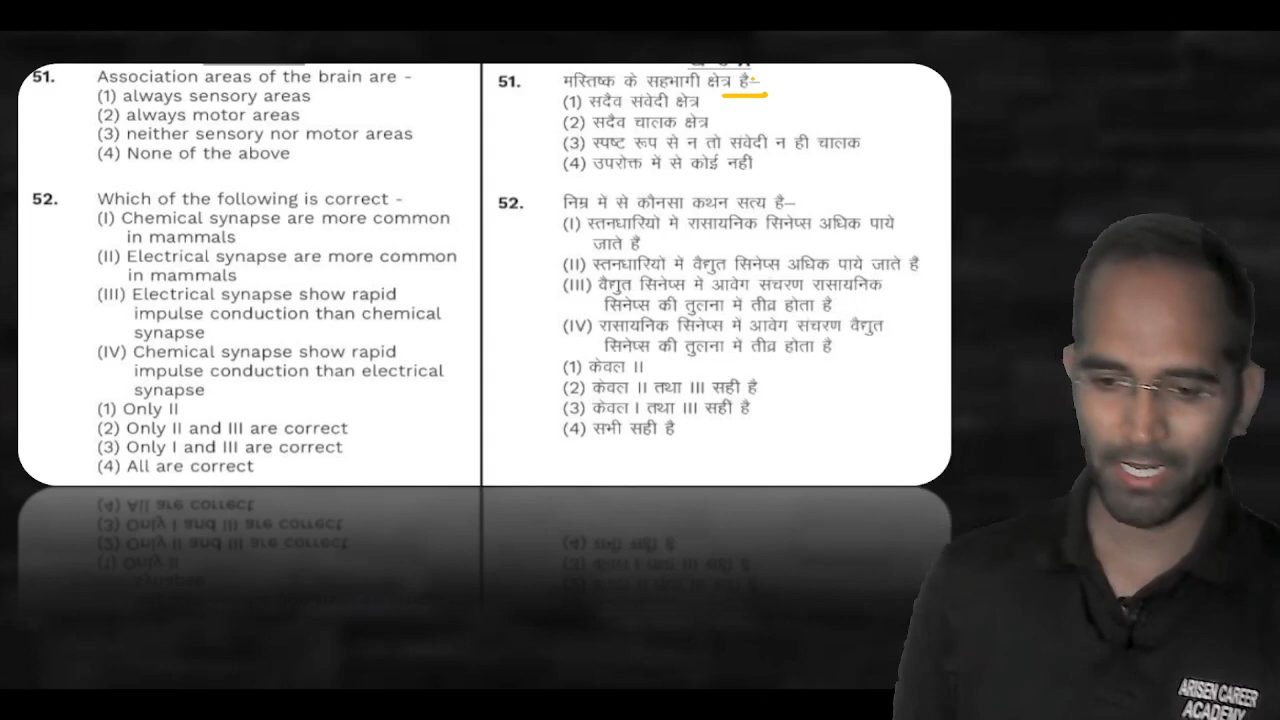 51. Association areas of the brain are -
(1) always sensory areas
(2) always motor areas
(3) neither sensory nor motor areas
(4) None of the above
52. Which of the following is correct -
(I) Chemical synapse are more common
in mammals
(II) Electrical synapse are more common
in mammals
(III) Electrical synapse show rapid
impulse conduction than chemical
synapse
(IV) Chemical synapse show rapid
impulse conduction than electrical
synapse
(1) Only II
(2) Only II and III are correct
(3) Only I and III are correct
(4) All are correct
51. मस्तिष्क के सहभागी क्षेत्र है–
(1) सदैव संवेदी क्षेत्र
(2) सदैव चालक क्षेत्र
(3) स्पष्ट रूप से न तो संवेदी न ही चालक
(4) उपरोक्त में से कोई नहीं
52. निम्न में से कौनसा कथन सत्य है–
(I) स्तनधारियों में रासायनिक सिनेप्स अधिक पाये
जाते हैं
(II) स्तनधारियों में वैद्युत सिनेप्स अधिक पाये जाते हैं
(III) वैद्युत सिनेप्स में आवेग संचरण रासायनिक
सिनेप्स की तुलना में तीव्र होता है
(IV) रासायनिक सिनेप्स में आवेग संचरण वैद्युत
सिनेप्स की तुलना में तीव्र होता है
(1) केवल II
(2) केवल II तथा III सही है
(3) केवल I तथा III सही है
(4) सभी सही है
ARISEN CAREER
ACADEMY